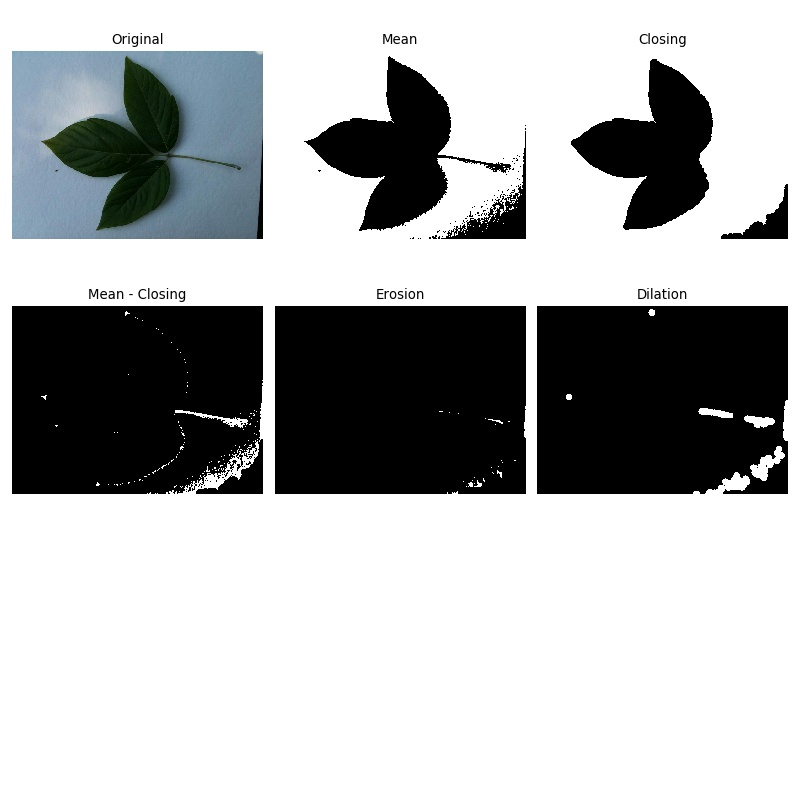 Original
Mean
Closing
Mean - Closing
Erosion
Dilation